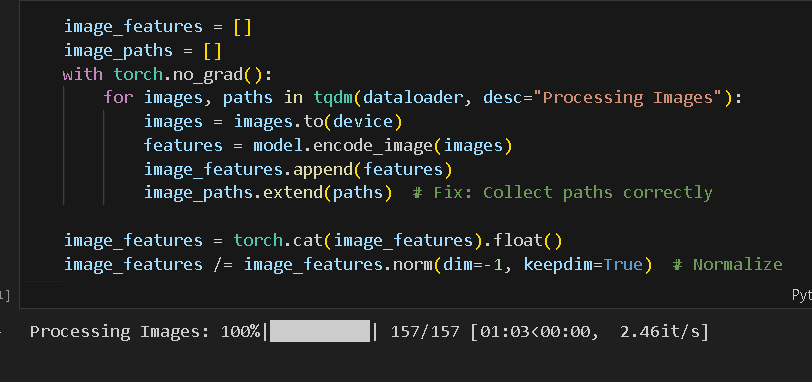 image_features = []
image_paths = []
with torch.no_grad():
    for images, paths in tqdm(dataloader, desc="Processing Images"):
        images = images.to(device)
        features = model.encode_image(images)
        image_features.append(features)
        image_paths.extend(paths)  # Fix: Collect paths correctly
image_features = torch.cat(image_features).float()
image_features /= image_features.norm(dim=-1, keepdim=True)  # Normalize
Processing Images: 100%|          | 157/157 [01:03<00:00,  2.46it/s]